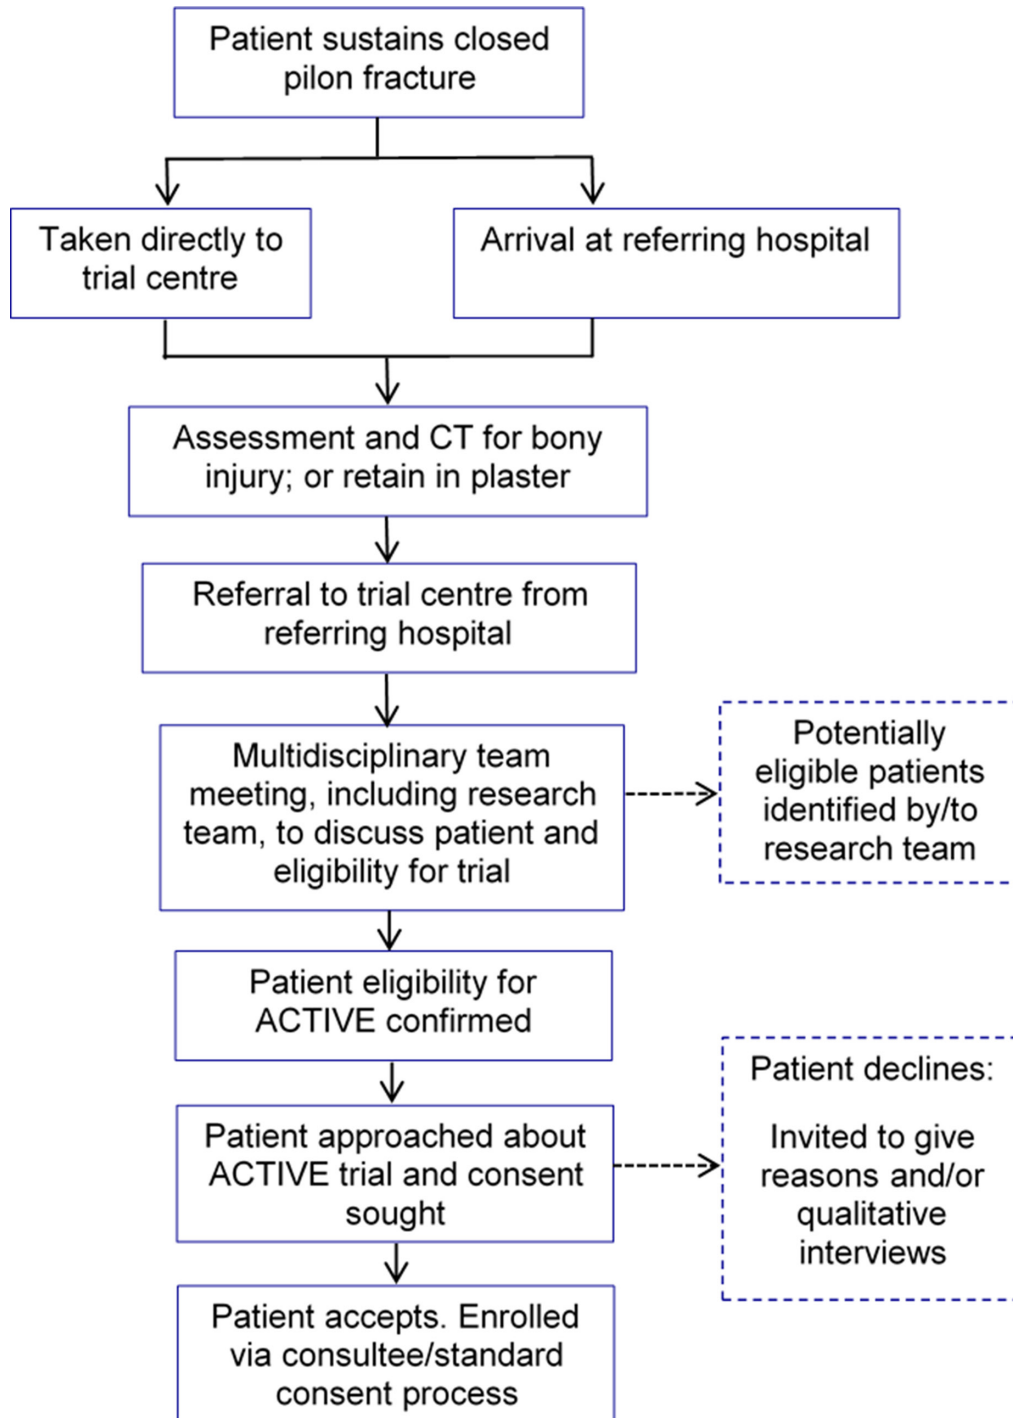 Patient sustains closed
pilon fracture
Taken directly to
trial centre
Arrival at referring hospital
Assessment and CT for bony
injury; or retain in plaster
Referral to trial centre from
referring hospital
Multidisciplinary team
meeting, including research
team, to discuss patient and
eligibility for trial
Potentially
eligible patients
identified by/to
research team
Patient eligibility for
ACTIVE confirmed
Patient approached about
ACTIVE trial and consent
sought
Patient declines:
Invited to give
reasons and/or
qualitative
interviews
Patient accepts. Enrolled
via consultee/standard
consent process